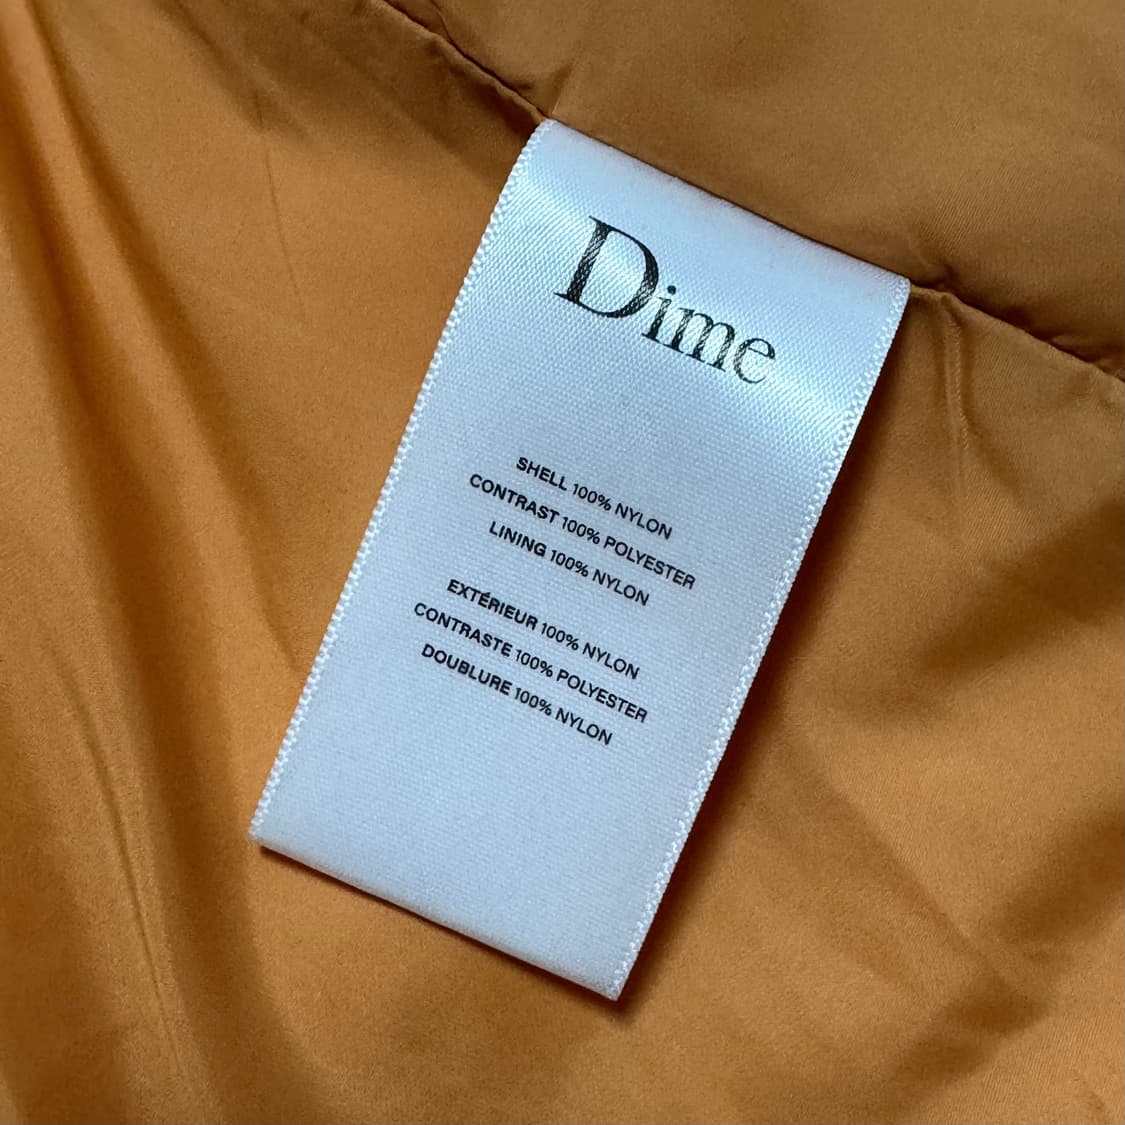 Dime
SHELL 100% NYLON
CONTRAST 100% POLYESTER
LINING 100% NYLON
EXTÉRIEUR 100% NYLON
CONTRASTE 100% POLYESTER
DOUBLURE 100% NYLON